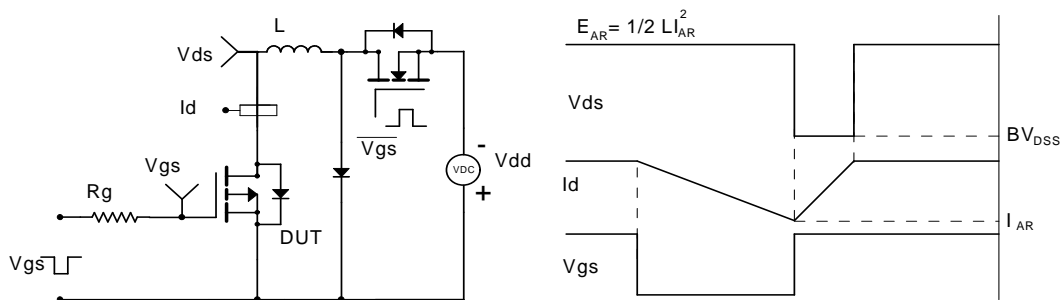 L
Vds
Id
Vgs
Vgs
Rg
DUT
Vgs
VDC
-
+
Vdd
E_AR = 1/2 LI_AR^2
Vds
BV_DSS
Id
I_AR
Vgs